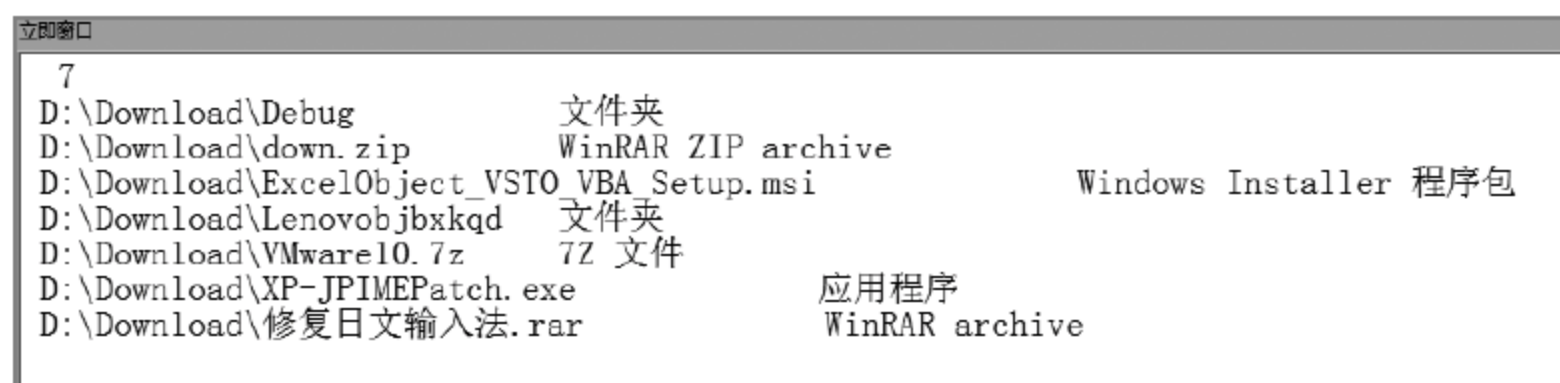 立即窗口
7
D:\Download\Debug 文件夹
D:\Download\down.zip WinRAR ZIP archive
D:\Download\ExcelObject_VSTO_VBA_Setup.msi Windows Installer 程序包
D:\Download\Lenovobjbxkqd 文件夹
D:\Download\VMware10.7z 7Z 文件
D:\Download\XP-JPIMEPatch.exe 应用程序
D:\Download\修复日文输入法.rar WinRAR archive